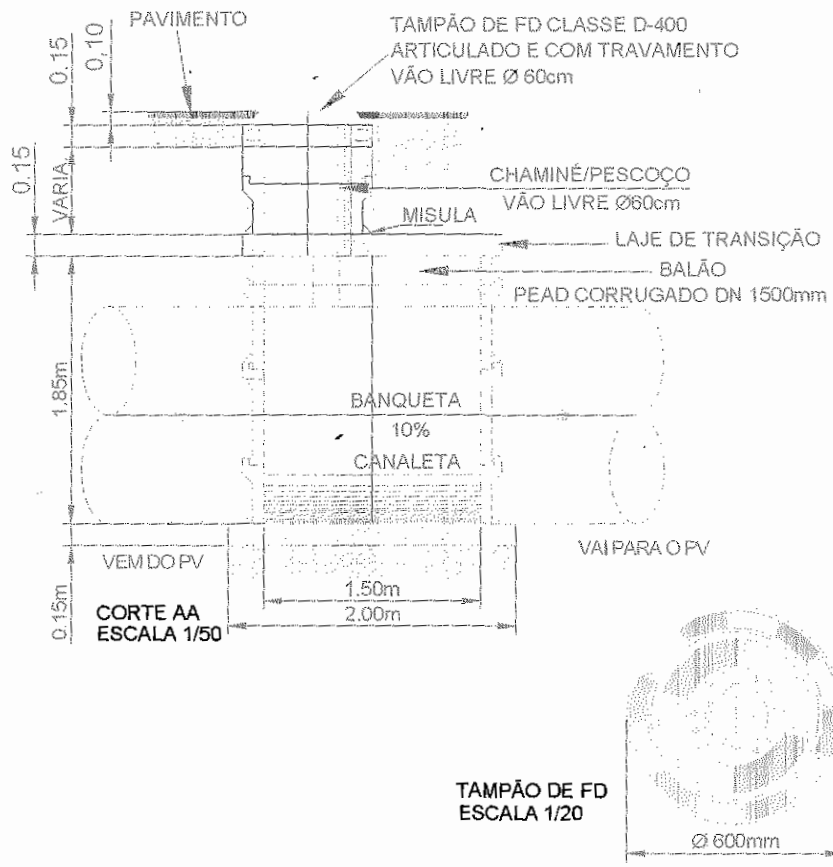 PAVIMENTO
TAMPÃO DE FD CLASSE D-400
ARTICULADO E COM TRAVAMENTO
VÃO LIVRE Ø 60cm
0,15
0,10
CHAMINÉ/PESCOÇO
VÃO LIVRE Ø60cm
0,15
VARIA
MISULA
LAJE DE TRANSIÇÃO
BALÃO
PEAD CORRUGADO DN 1500mm
1,85m
BANQUETA
10%
CANALETA
VEM DO PV
VAI PARA O PV
0.15m
1.50m
2.00m
CORTE AA
ESCALA 1/50
TAMPÃO DE FD
ESCALA 1/20
Ø 600mm